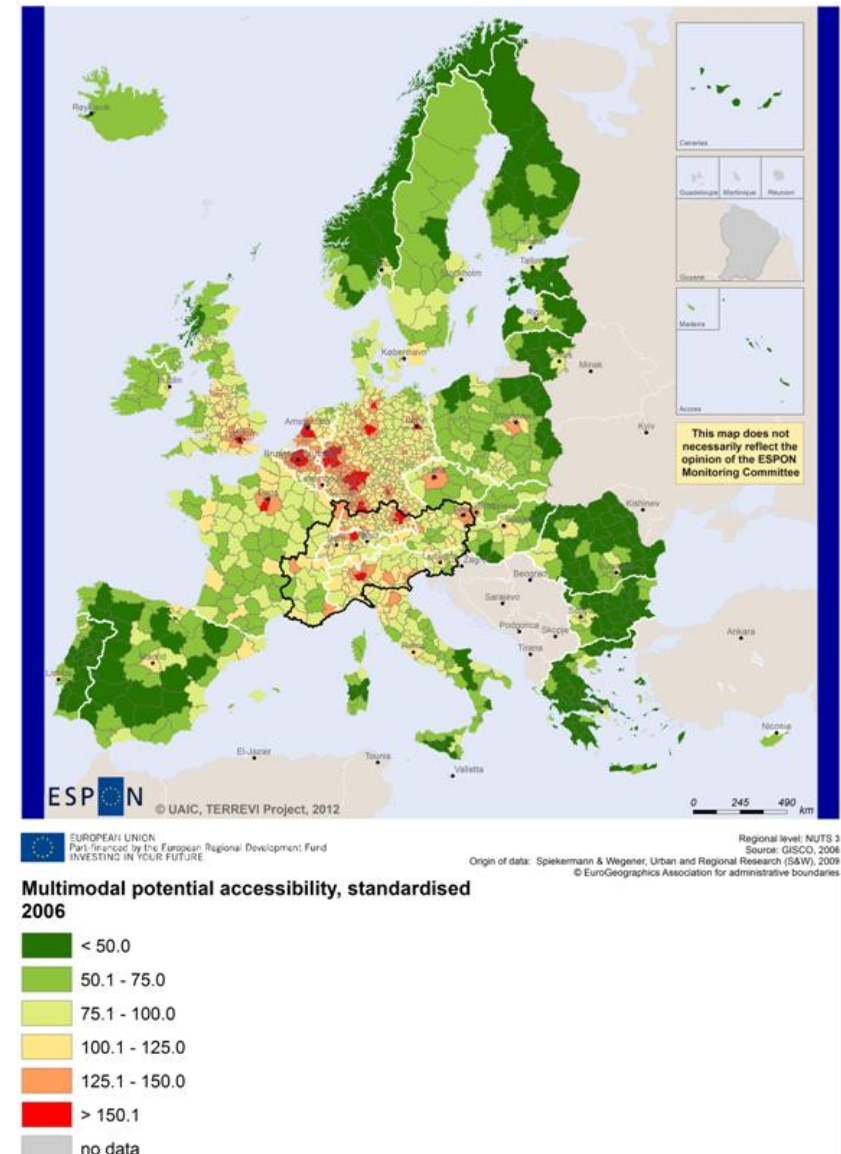 Reykjavik
Canaries
Guadeloupe
Martinique
Réunion
Guyane
Madeira
Acores
Tallinn
Stockholm
Riga
København
Minsk
Dublin
Kyiv
This map does not
necessarily reflect the
opinion of the ESPON
Monitoring Committee
Paris
Kishinev
Zagreb
Beograd
Sarajevo
Podgorica
Skopje
Sofia
Tirana
Ankara
Roma
Madrid
Nicosia
El-Jazair
Tounis
Valletta
ESPON
© UAIC, TERREVI Project, 2012
0 245 490
km
EUROPEAN UNION
Part-financed by the European Regional Development Fund
INVESTING IN YOUR FUTURE
Regional level: NUTS 3
Source: GISCO, 2006
Origin of data: Spiekermann & Wegener, Urban and Regional Research (S&W), 2009
© EuroGeographics Association for administrative boundaries
Multimodal potential accessibility, standardised
2006
< 50.0
50.1 - 75.0
75.1 - 100.0
100.1 - 125.0
125.1 - 150.0
> 150.1
no data